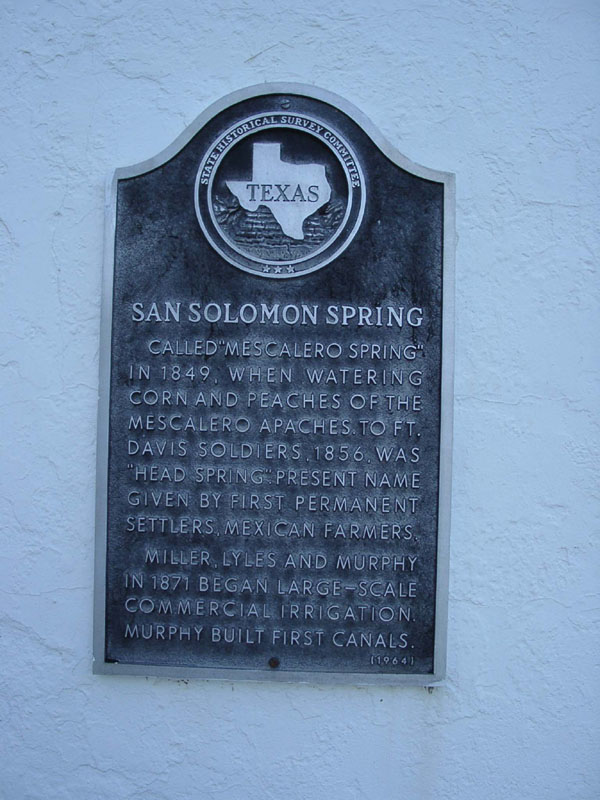 STATE HISTORICAL SURVEY COMMITTEE
TEXAS
SAN SOLOMON SPRING
CALLED "MESCALERO SPRING"
IN 1849, WHEN WATERING
CORN AND PEACHES OF THE
MESCALERO APACHES. TO FT.
DAVIS SOLDIERS, 1856, WAS
"HEAD SPRING". PRESENT NAME
GIVEN BY FIRST PERMANENT
SETTLERS, MEXICAN FARMERS.
MILLER, LYLES AND MURPHY
IN 1871 BEGAN LARGE-SCALE
COMMERCIAL IRRIGATION.
MURPHY BUILT FIRST CANALS.
(1964)